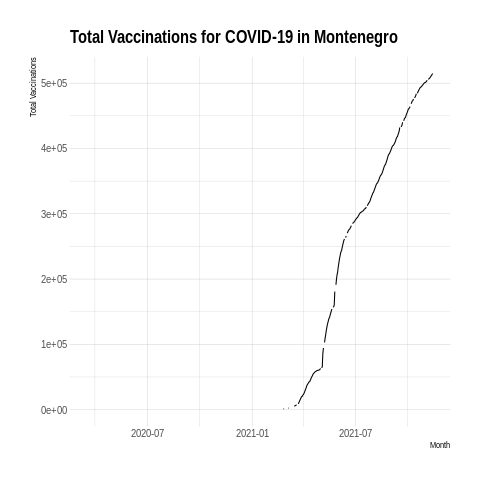 Total Vaccinations for COVID-19 in Montenegro
Total Vaccinations
5e+05
4e+05
3e+05
2e+05
1e+05
0e+00
2020-07 2021-01 2021-07
Month